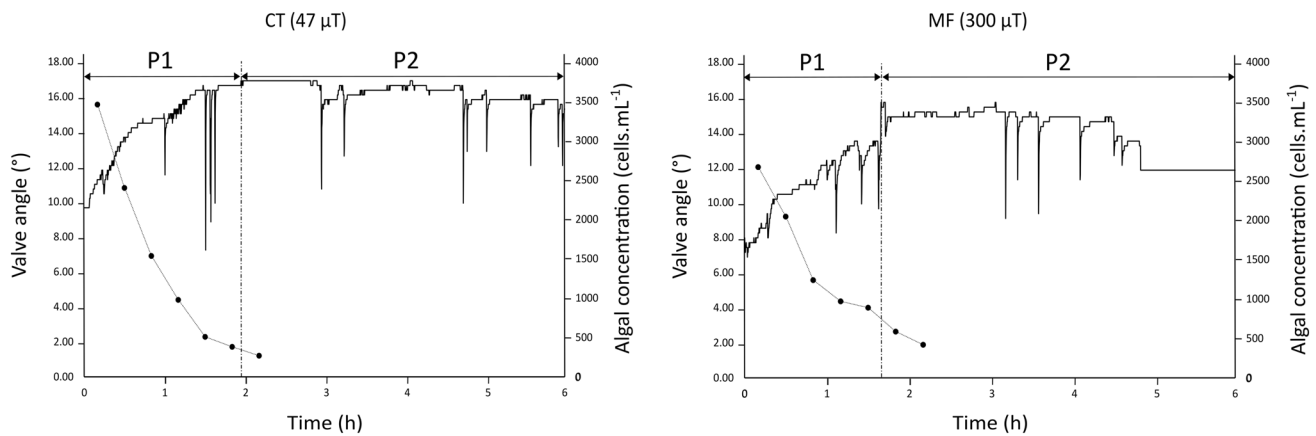 CT (47 µT)
P1
P2
Valve angle (°)
18.00
16.00
14.00
12.00
10.00
8.00
6.00
4.00
2.00
0.00
4000
3500
3000
2500
2000
1500
1000
500
0
Algal concentration (cells.mL-1)
0 1 2 3 4 5 6
Time (h)
MF (300 µT)
P1
P2
Valve angle (°)
18.00
16.00
14.00
12.00
10.00
8.00
6.00
4.00
2.00
0.00
4000
3500
3000
2500
2000
1500
1000
500
0
Algal concentration (cells.mL-1)
0 1 2 3 4 5 6
Time (h)